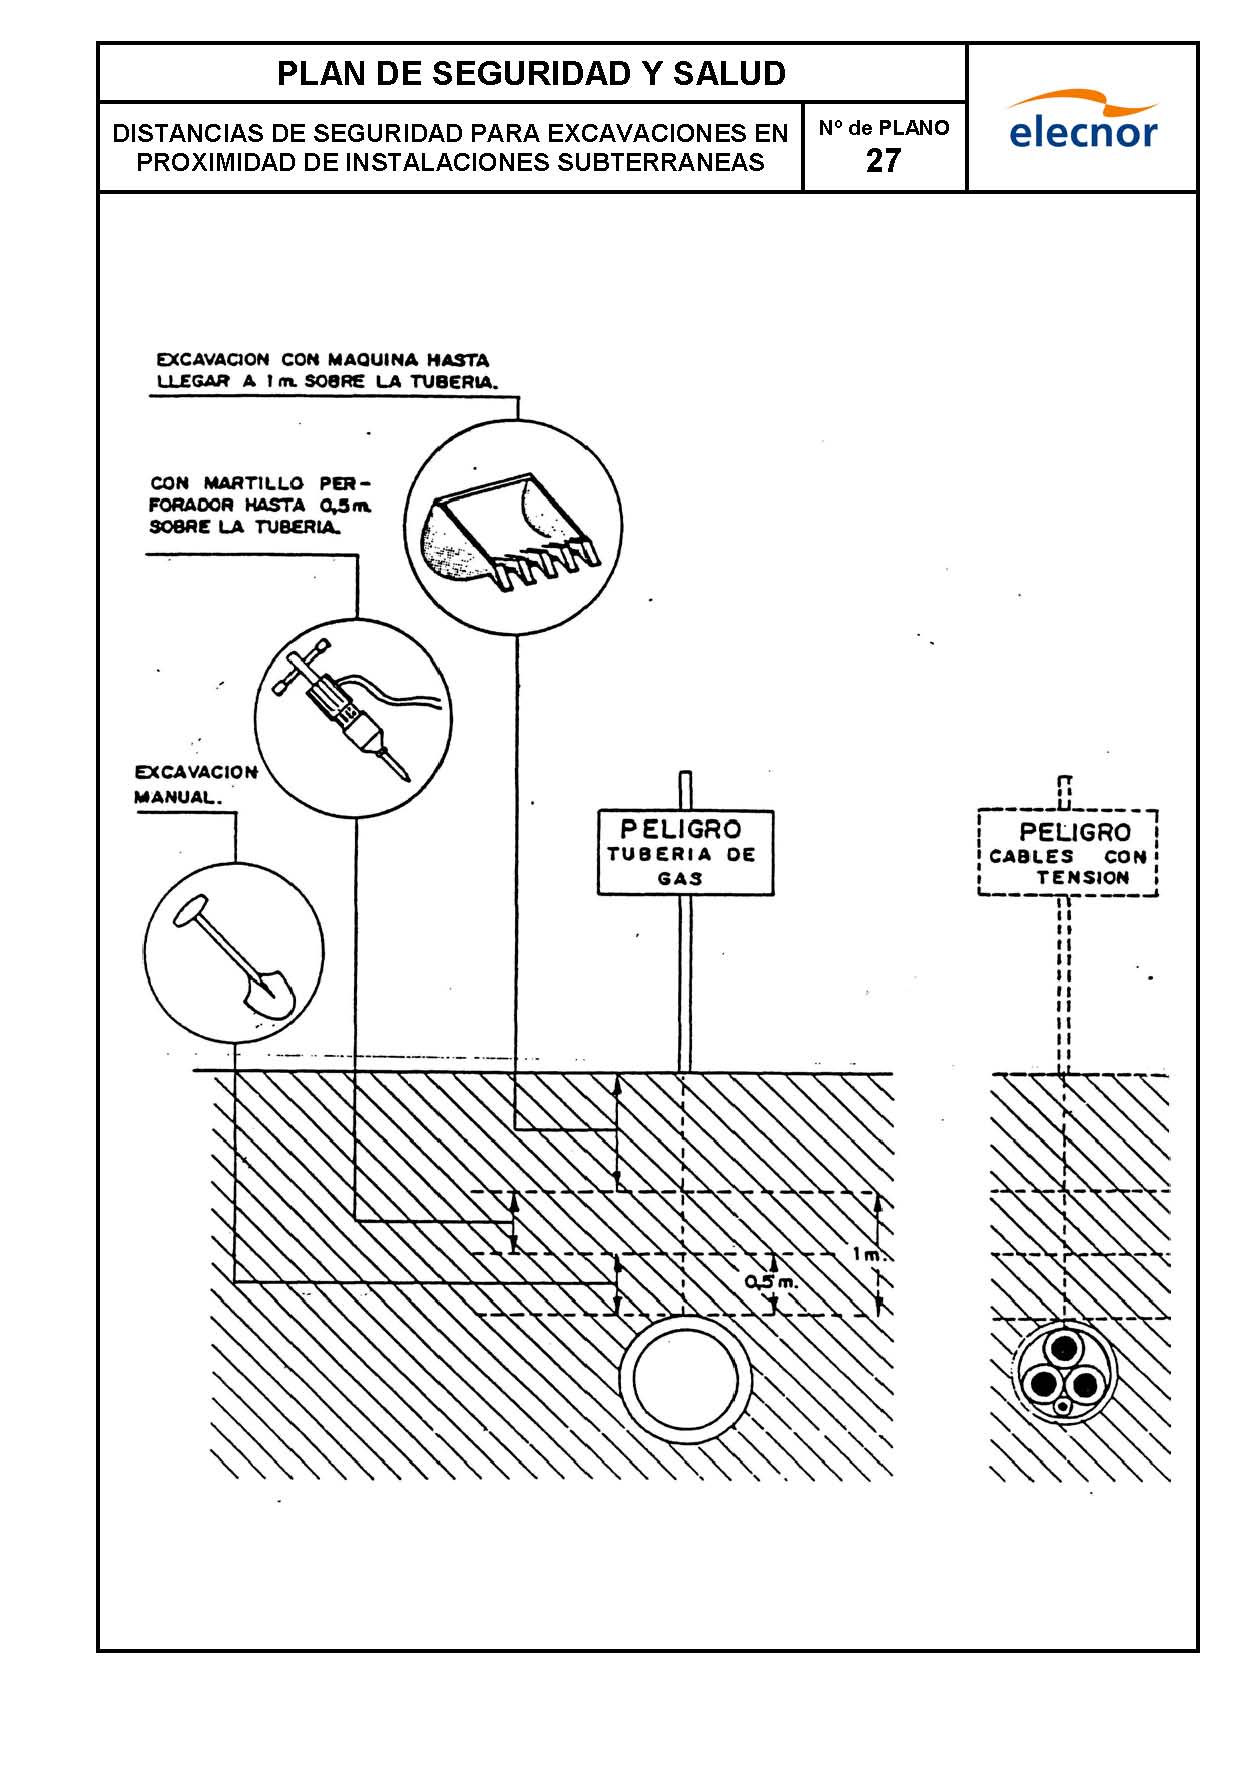 PLAN DE SEGURIDAD Y SALUD
DISTANCIAS DE SEGURIDAD PARA EXCAVACIONES EN
PROXIMIDAD DE INSTALACIONES SUBTERRANEAS
Nº de PLANO
27
elecnor
EXCAVACION CON MAQUINA HASTA
LLEGAR A 1 m. SOBRE LA TUBERIA.
CON MARTILLO PER-
FORADOR HASTA 0,5 m.
SOBRE LA TUBERIA.
EXCAVACION
MANUAL.
PELIGRO
TUBERIA DE
GAS
PELIGRO
CABLES CON
TENSION
1 m.
0,5 m.